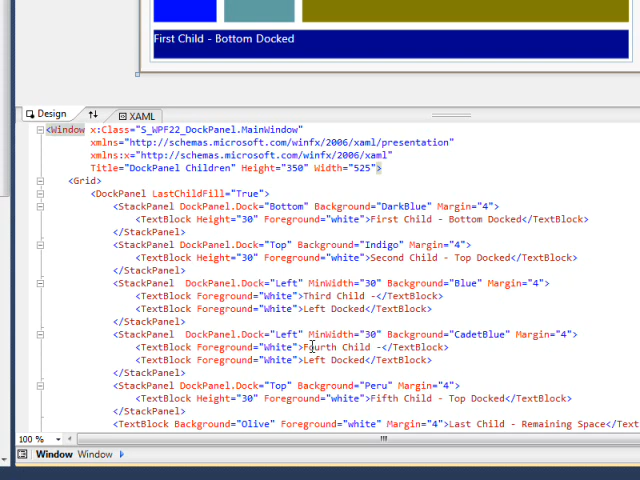 First Child - Bottom Docked
Design
XAML
<Window x:Class="S_WPF22_DockPanel.MainWindow"
xmlns="http://schemas.microsoft.com/winfx/2006/xaml/presentation"
xmlns:x="http://schemas.microsoft.com/winfx/2006/xaml"
Title="DockPanel Children" Height="350" Width="525">
<Grid>
<DockPanel LastChildFill="True">
<StackPanel DockPanel.Dock="Bottom" Background="DarkBlue" Margin="4">
<TextBlock Height="30" Foreground="white">First Child - Bottom Docked</TextBlock>
</StackPanel>
<StackPanel DockPanel.Dock="Top" Background="Indigo" Margin="4">
<TextBlock Height="30" Foreground="White">Second Child - Top Docked</TextBlock>
</StackPanel>
<StackPanel  DockPanel.Dock="Left" MinWidth="30" Background="Blue" Margin="4">
<TextBlock Foreground="White">Third Child -</TextBlock>
<TextBlock Foreground="White">Left Docked</TextBlock>
</StackPanel>
<StackPanel  DockPanel.Dock="Left" MinWidth="30" Background="CadetBlue" Margin="4">
<TextBlock Foreground="White">Fourth Child -</TextBlock>
<TextBlock Foreground="White">Left Docked</TextBlock>
</StackPanel>
<StackPanel DockPanel.Dock="Top" Background="Peru" Margin="4">
<TextBlock Height="30" Foreground="White">Fifth Child - Top Docked</TextBlock>
</StackPanel>
<TextBlock Background="Olive" Foreground="white" Margin="4">Last Child - Remaining Space</Text
100 %
Window Window